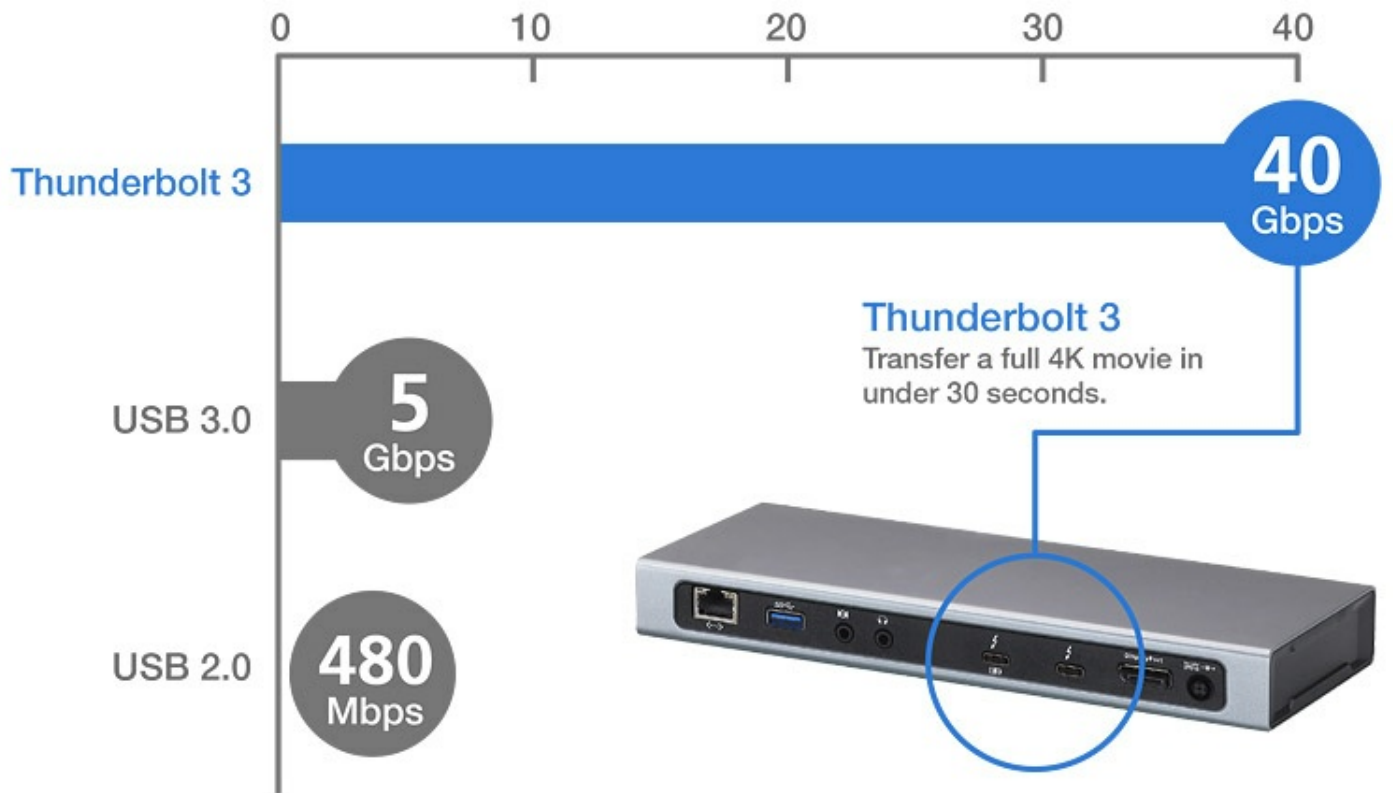 0 10 20 30 40
Thunderbolt 3
40
Gbps
Thunderbolt 3
Transfer a full 4K movie in
under 30 seconds.
USB 3.0
5
Gbps
USB 2.0
480
Mbps
DisplayPort